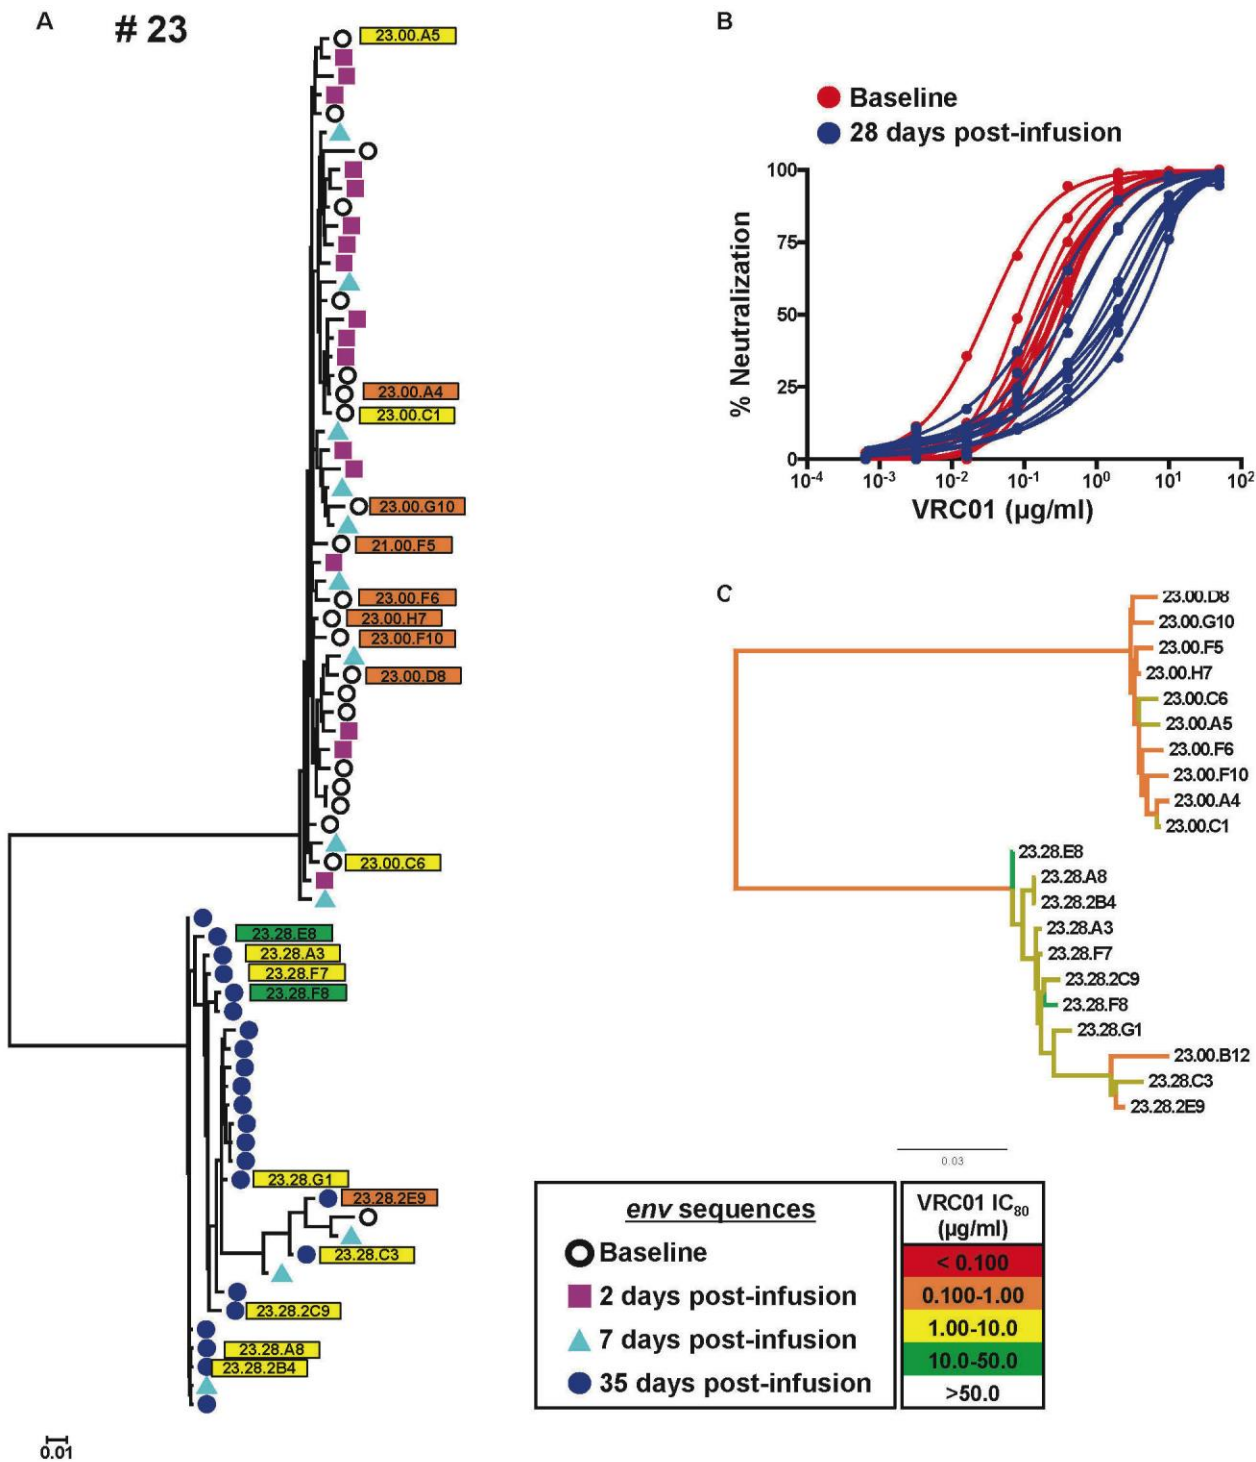 A
# 23
23.00.A5
23.00.A4
23.00.C1
23.00.G10
21.00.F5
23.00.F6
23.00.H7
23.00.F10
23.00.D8
23.00.C6
23.28.E8
23.28.A3
23.28.F7
23.28.F8
23.28.G1
23.28.2E9
23.28.C3
23.28.2C9
23.28.A8
23.28.2B4
0.01
B
Baseline
28 days post-infusion
100
75
50
25
0
% Neutralization
10-4 10-3 10-2 10-1 100 101 102
VRC01 (µg/ml)
C
23.00.D8
23.00.G10
23.00.F5
23.00.H7
23.00.C6
23.00.A5
23.00.F6
23.00.F10
23.00.A4
23.00.C1
23.28.E8
23.28.A8
23.28.2B4
23.28.A3
23.28.F7
23.28.2C9
23.28.F8
23.28.G1
23.00.B12
23.28.C3
23.28.2E9
0.03
env sequences
Baseline
2 days post-infusion
7 days post-infusion
35 days post-infusion
VRC01 IC80
(µg/ml)
< 0.100
0.100-1.00
1.00-10.0
10.0-50.0
>50.0